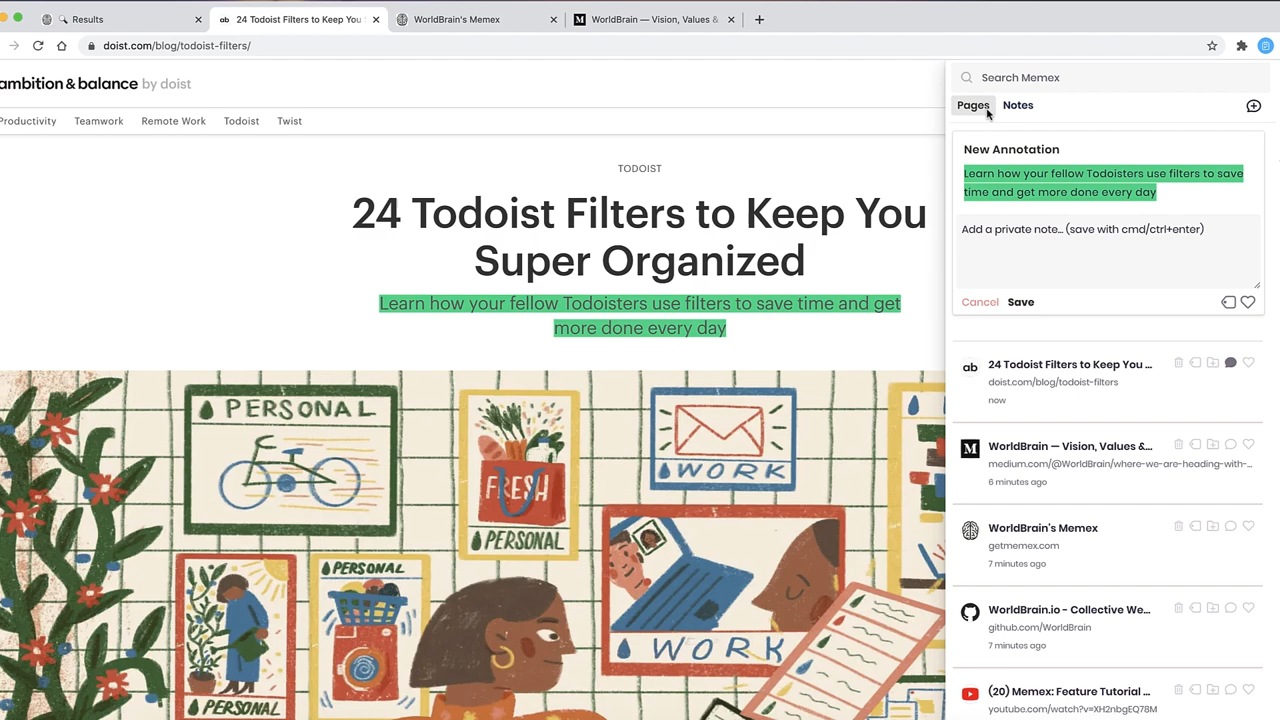 Results
ab 24 Todoist Filters to Keep You
WorldBrain's Memex
M WorldBrain — Vision, Values &
doist.com/blog/todoist-filters/
ambition & balance by doist
Productivity Teamwork Remote Work Todoist Twist
TODOIST
24 Todoist Filters to Keep You
Super Organized
Learn how your fellow Todoisters use filters to save time and get
more done every day
PERSONAL
FRESH
PERSONAL
WORK
PERSONAL
WORK
PERSONAL
Search Memex
Pages Notes
New Annotation
Learn how your fellow Todoisters use filters to save
time and get more done every day
Add a private note... (save with cmd/ctrl+enter)
Cancel Save
ab 24 Todoist Filters to Keep You ...
doist.com/blog/todoist-filters
now
M WorldBrain — Vision, Values &...
medium.com/@WorldBrain/where-we-are-heading-with-...
6 minutes ago
WorldBrain's Memex
getmemex.com
7 minutes ago
WorldBrain.io - Collective We...
github.com/WorldBrain
7 minutes ago
(20) Memex: Feature Tutorial ...
youtube.com/watch?v=XH2nbgEQ78M